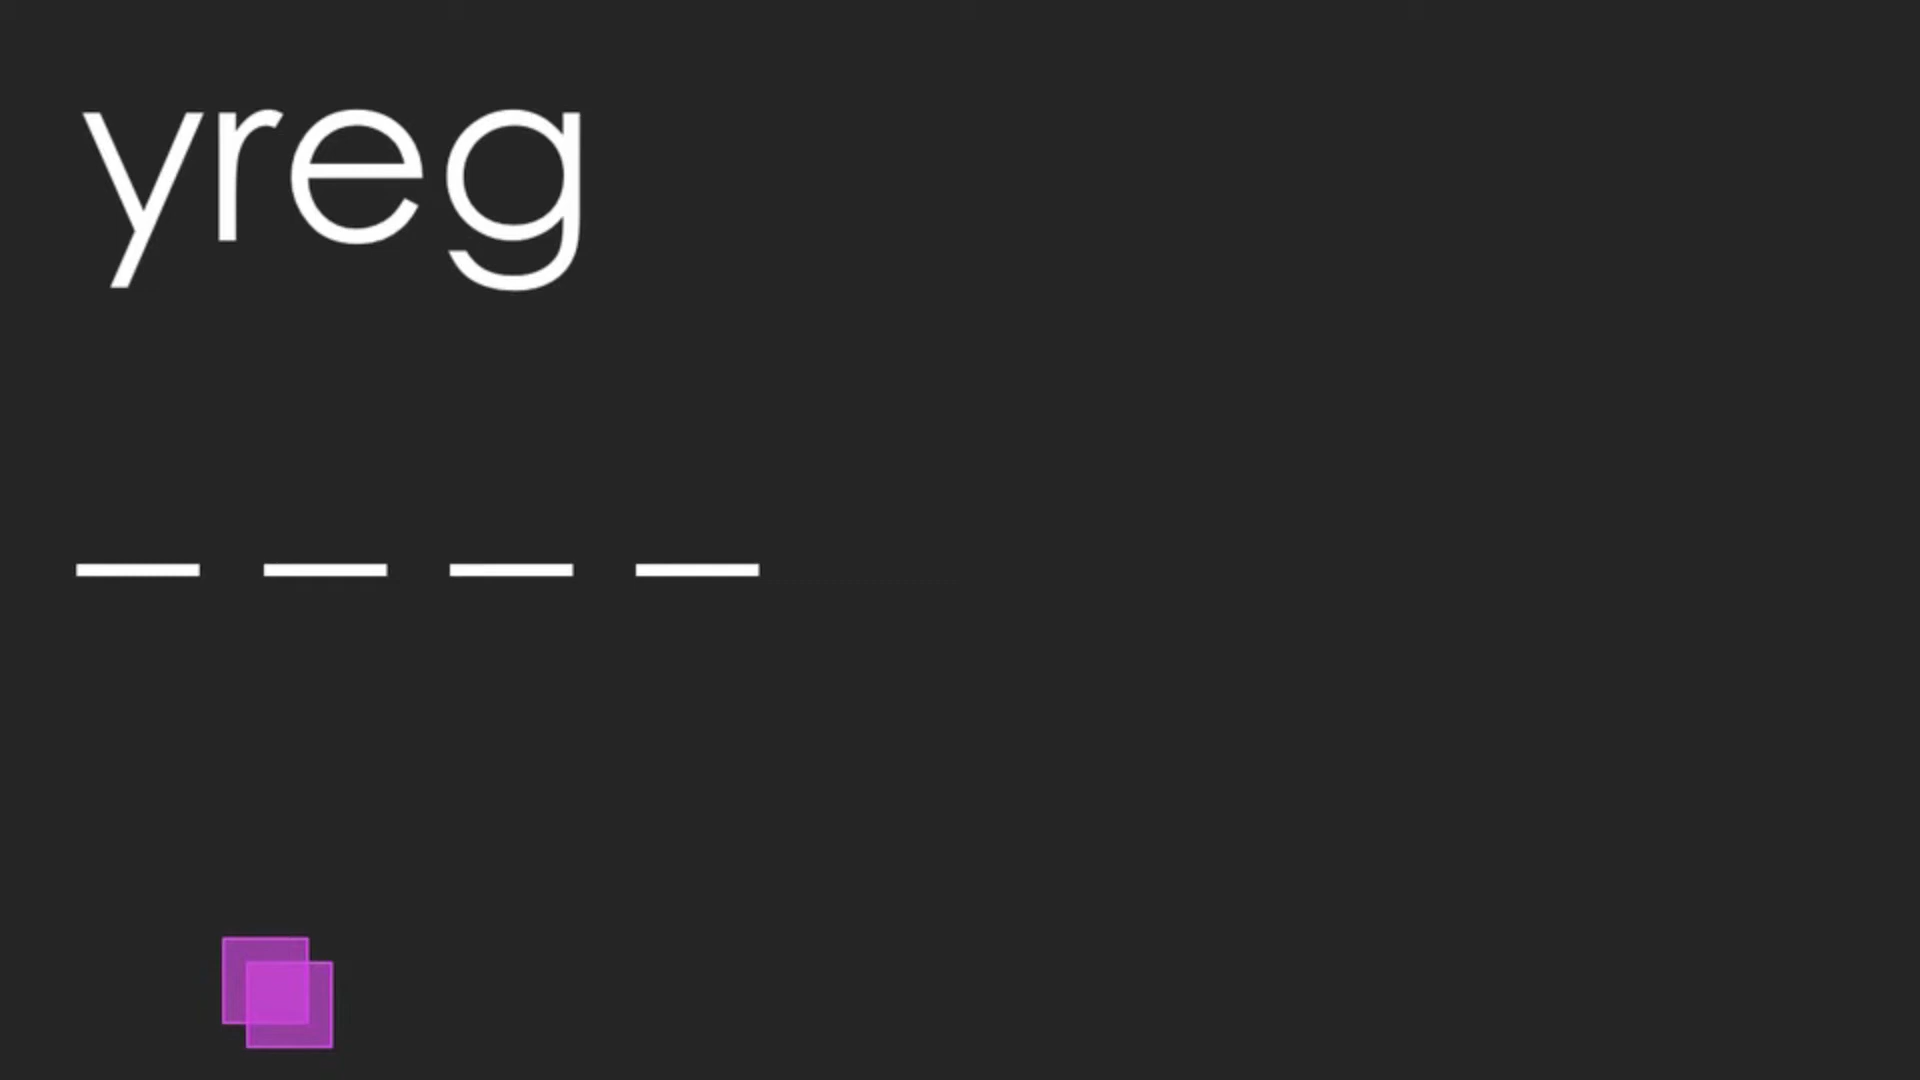 yreg
_ _ _ _